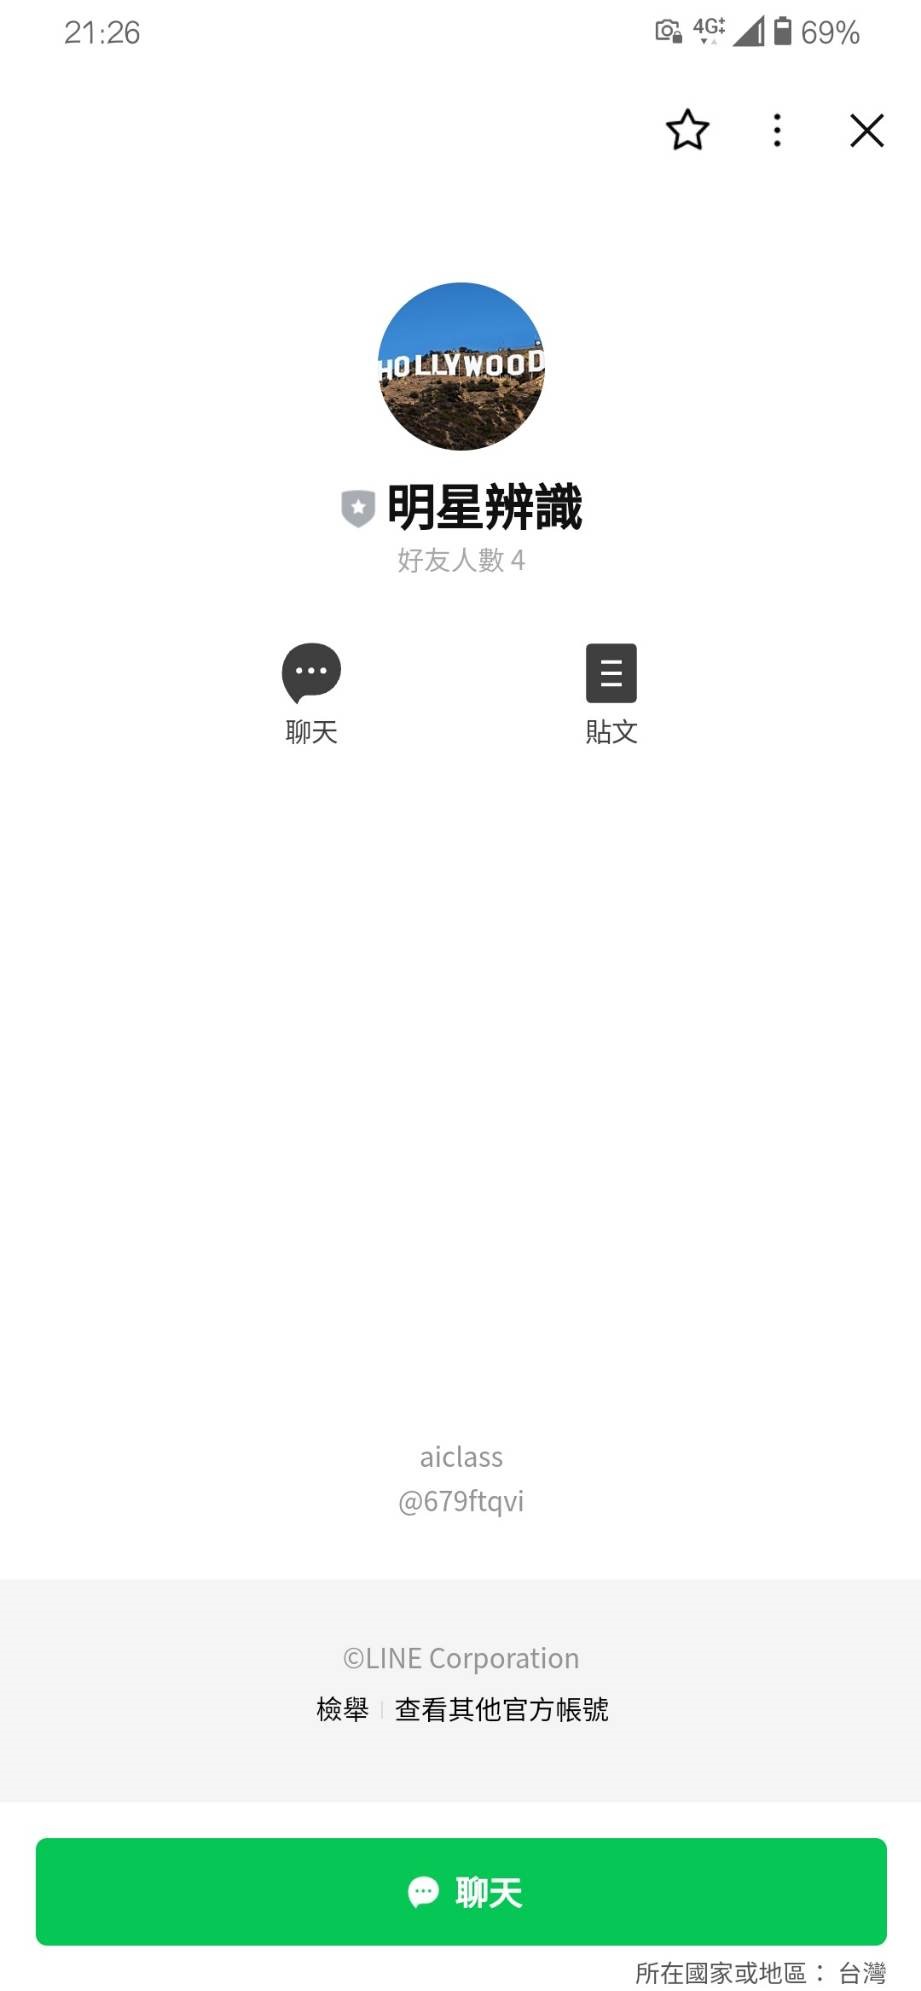 21:26 4G 69%
HOLLYWOOD
明星辨識
好友人數 4
聊天 貼文
aiclass
@679ftqvi
©LINE Corporation
檢舉 查看其他官方帳號
聊天
所在國家或地區： 台灣